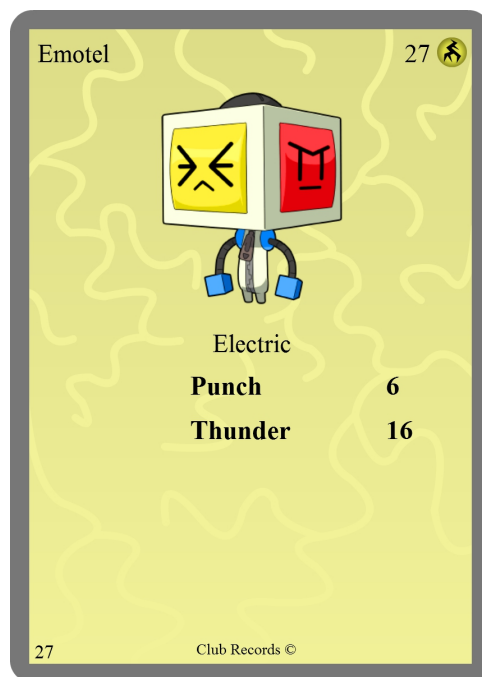 Emotel 27
Electric
Punch 6
Thunder 16
27 Club Records ©